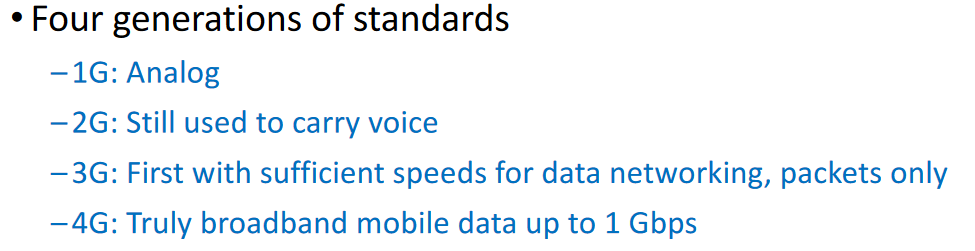 • Four generations of standards
–1G: Analog
–2G: Still used to carry voice
–3G: First with sufficient speeds for data networking, packets only
–4G: Truly broadband mobile data up to 1 Gbps